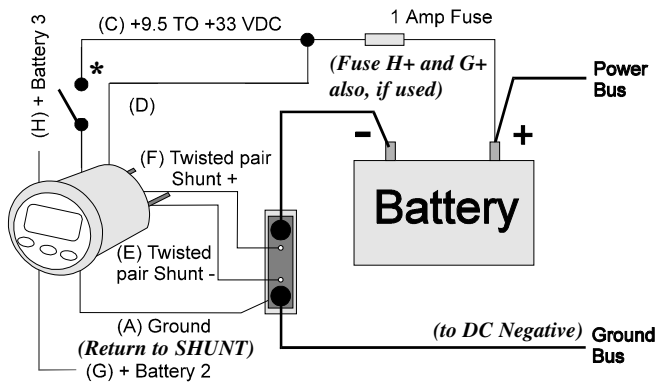 (C) +9.5 TO +33 VDC
1 Amp Fuse
(H) + Battery 3
*
(D)
(Fuse H+ and G+
also, if used)
Power
Bus
-
+
(F) Twisted pair
Shunt +
Battery
(E) Twisted
pair Shunt -
(A) Ground
(Return to SHUNT)
(to DC Negative)
Ground
Bus
(G) + Battery 2